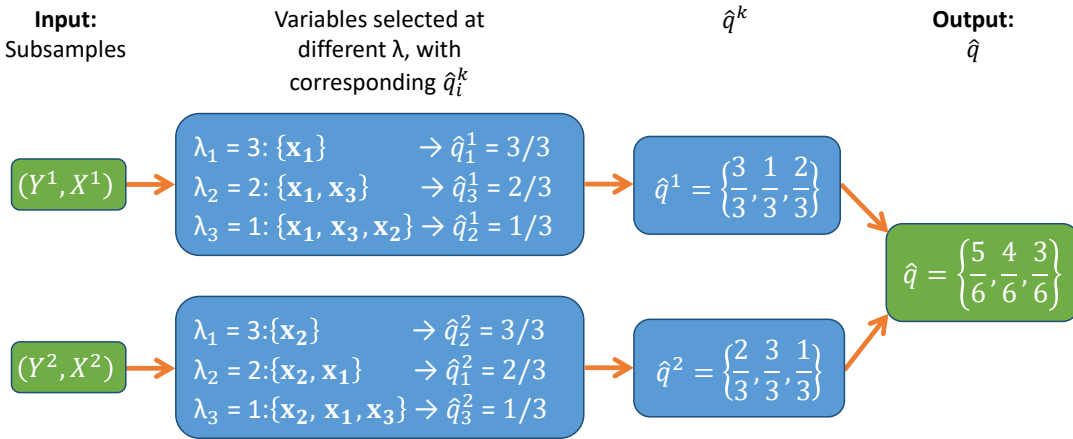 Input:
Subsamples
Variables selected at
different λ, with
corresponding q̂ᵢᵏ
q̂ᵏ
Output:
q̂
(Y¹, X¹)
λ₁ = 3: {x₁} → q̂₁¹ = 3/3
λ₂ = 2: {x₁, x₃} → q̂₃¹ = 2/3
λ₃ = 1: {x₁, x₃, x₂} → q̂₂¹ = 1/3
q̂¹ = {3/3, 1/3, 2/3}
q̂ = {5/6, 4/6, 3/6}
(Y², X²)
λ₁ = 3:{x₂} → q̂₂² = 3/3
λ₂ = 2:{x₂, x₁} → q̂₁² = 2/3
λ₃ = 1:{x₂, x₁, x₃} → q̂₃² = 1/3
q̂² = {2/3, 3/3, 1/3}